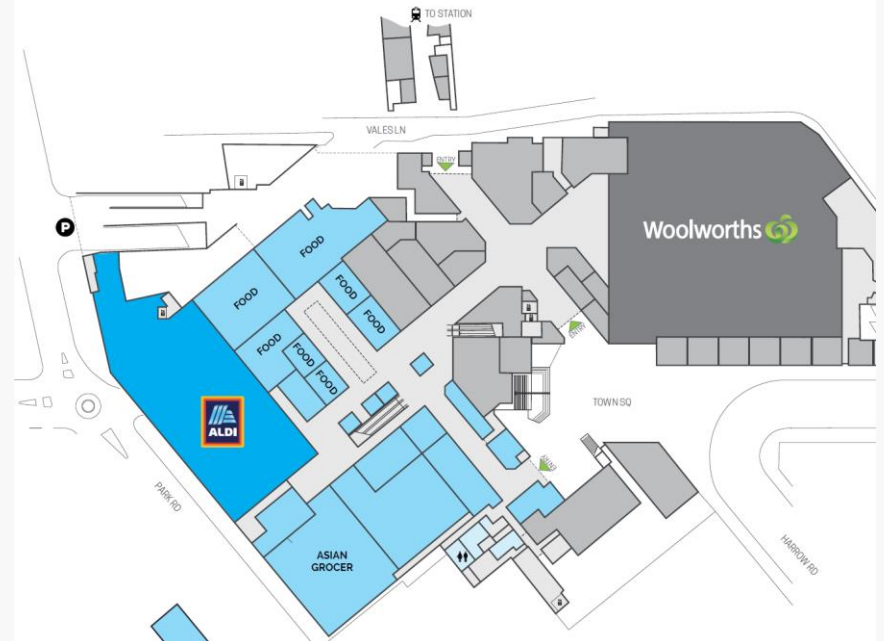 TO STATION
VALES LN
ENTRY
Woolworths
P
FOOD
FOOD
FOOD
FOOD
FOOD
FOOD
FOOD
ENTRY
TOWN SQ
ALDI
ENTRY
PARK RD
ASIAN
GROCER
HARROW RD